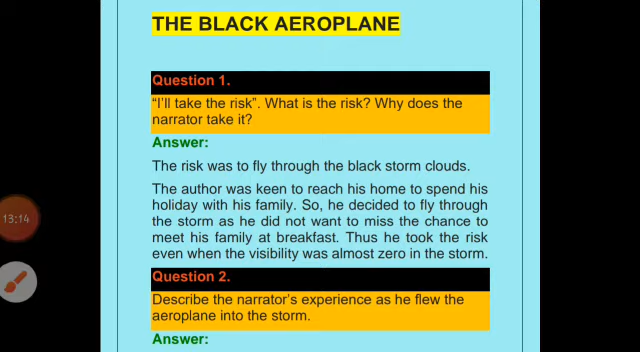 THE BLACK AEROPLANE
Question 1.
“I’ll take the risk”. What is the risk? Why does the
narrator take it?
Answer:
The risk was to fly through the black storm clouds.
The author was keen to reach his home to spend his
holiday with his family. So, he decided to fly through
the storm as he did not want to miss the chance to
meet his family at breakfast. Thus he took the risk
even when the visibility was almost zero in the storm.
13:14
Question 2.
Describe the narrator’s experience as he flew the
aeroplane into the storm.
Answer: